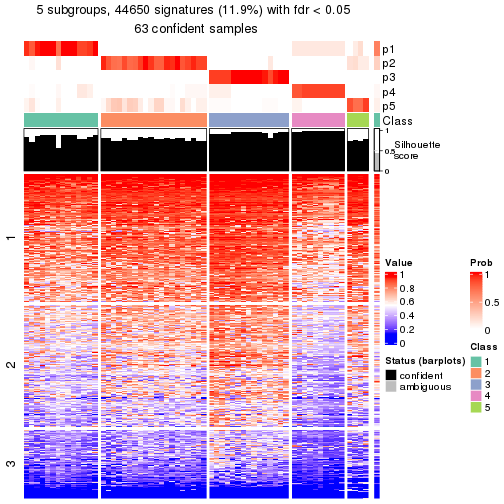 5 subgroups, 44650 signatures (11.9%) with fdr < 0.05
63 confident samples
p1
p2
p3
p4
p5
Class
1
0.5
0
Silhouette
score
1
2
3
Value
1
0.8
0.6
0.4
0.2
0
Status (barplots)
confident
ambiguous
Prob
1
0.5
0
Class
1
2
3
4
5